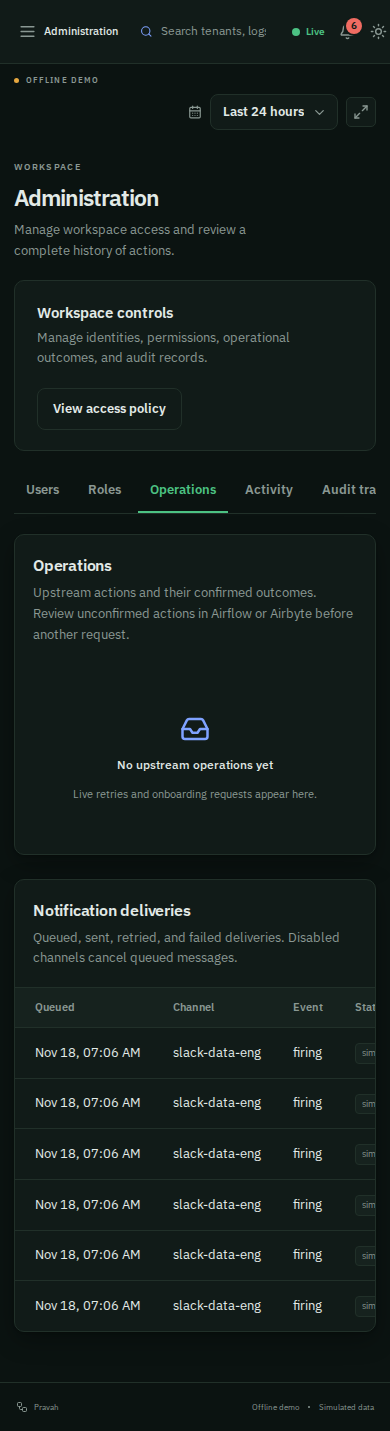 Administration
Search tenants, logs
Live
6
OFFLINE DEMO
Last 24 hours
WORKSPACE
Administration
Manage workspace access and review a
complete history of actions.
Workspace controls
Manage identities, permissions, operational
outcomes, and audit records.
View access policy
Users Roles Operations Activity Audit tra
Operations
Upstream actions and their confirmed outcomes.
Review unconfirmed actions in Airflow or Airbyte before
another request.
No upstream operations yet
Live retries and onboarding requests appear here.
Notification deliveries
Queued, sent, retried, and failed deliveries. Disabled
channels cancel queued messages.
Queued Channel Event Stat
Nov 18, 07:06 AM slack-data-eng firing sim
Nov 18, 07:06 AM slack-data-eng firing sim
Nov 18, 07:06 AM slack-data-eng firing sim
Nov 18, 07:06 AM slack-data-eng firing sim
Nov 18, 07:06 AM slack-data-eng firing sim
Nov 18, 07:06 AM slack-data-eng firing sim
Pravah
Offline demo • Simulated data